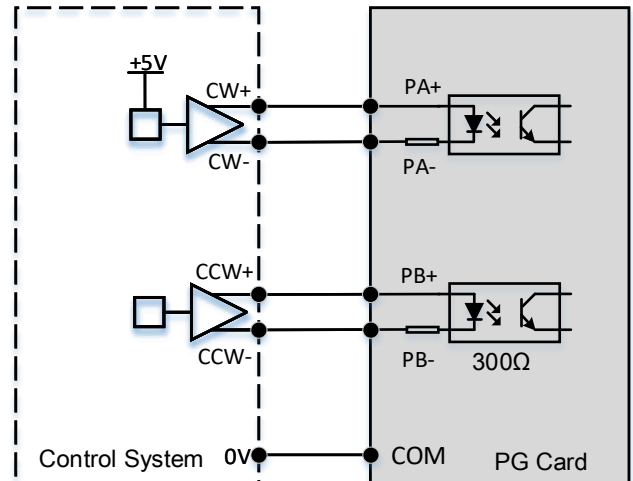 +5V
CW+
PA+
CW-
PA-
CCW+
PB+
CCW-
PB-
300Ω
Control System
0V
COM
PG Card